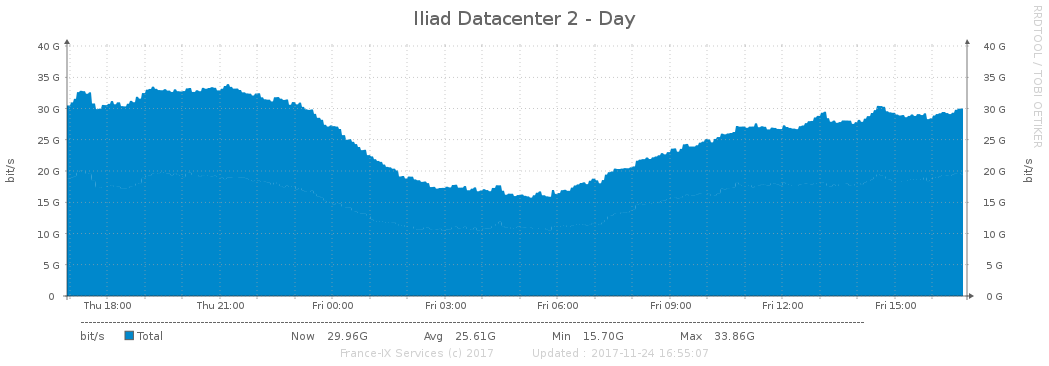 Iliad Datacenter 2 - Day
RRDTOOL / TOBI OETIKER
bit/s
40 G 40 G
35 G 35 G
30 G 30 G
25 G 25 G
20 G 20 G
15 G 15 G
10 G 10 G
5 G 5 G
0 0 G
bit/s
Thu 18:00 Thu 21:00 Fri 00:00 Fri 03:00 Fri 06:00 Fri 09:00 Fri 12:00 Fri 15:00
bit/s Total Now 29.96G Avg 25.61G Min 15.70G Max 33.86G
France-IX Services (c) 2017 Updated : 2017-11-24 16:55:07